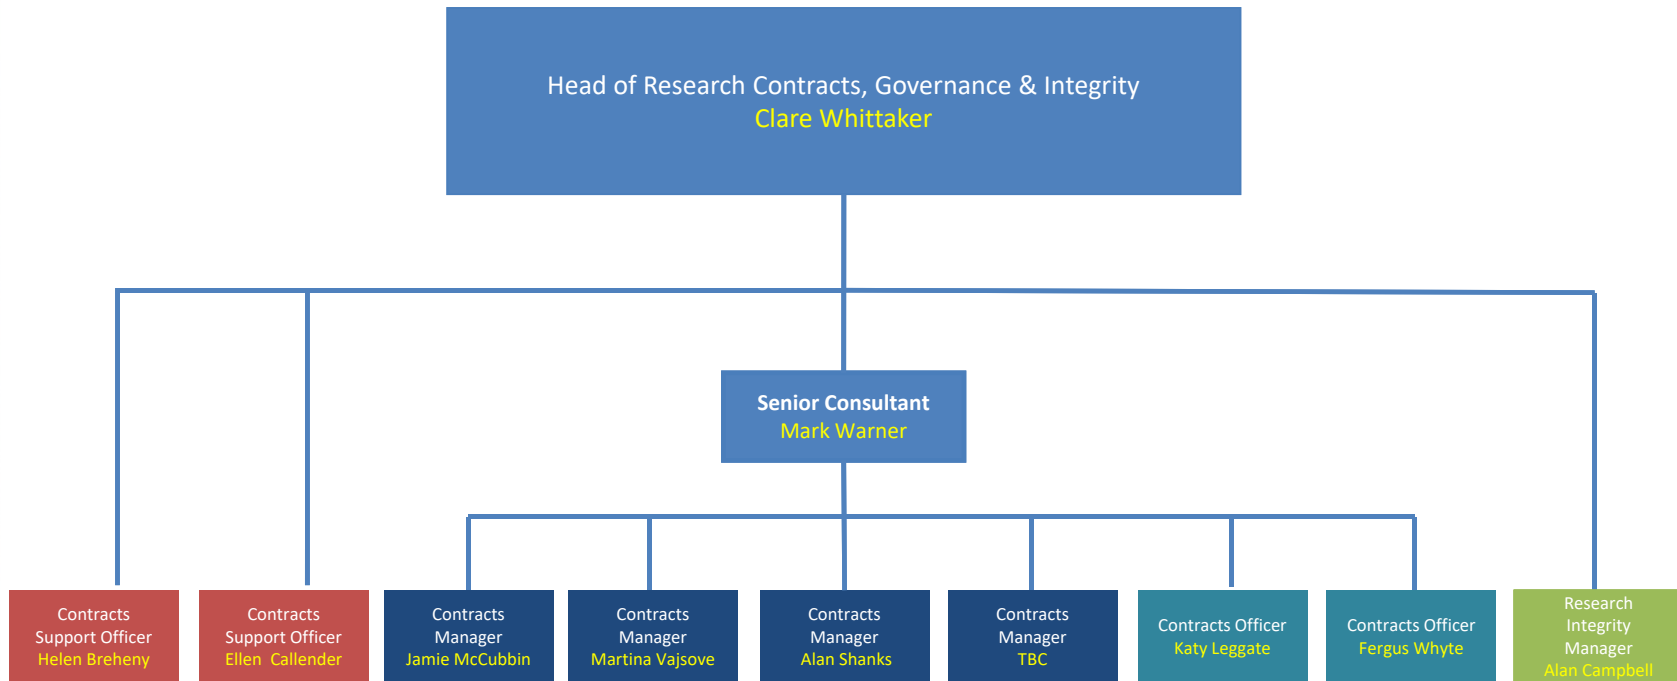 Head of Research Contracts, Governance & Integrity
Clare Whittaker
Senior Consultant
Mark Warner
Contracts
Support Officer
Helen Breheny
Contracts
Support Officer
Ellen Callender
Contracts
Manager
Jamie McCubbin
Contracts
Manager
Martina Vajsove
Contracts
Manager
Alan Shanks
Contracts
Manager
TBC
Contracts Officer
Katy Leggate
Contracts Officer
Fergus Whyte
Research
Integrity
Manager
Alan Campbell